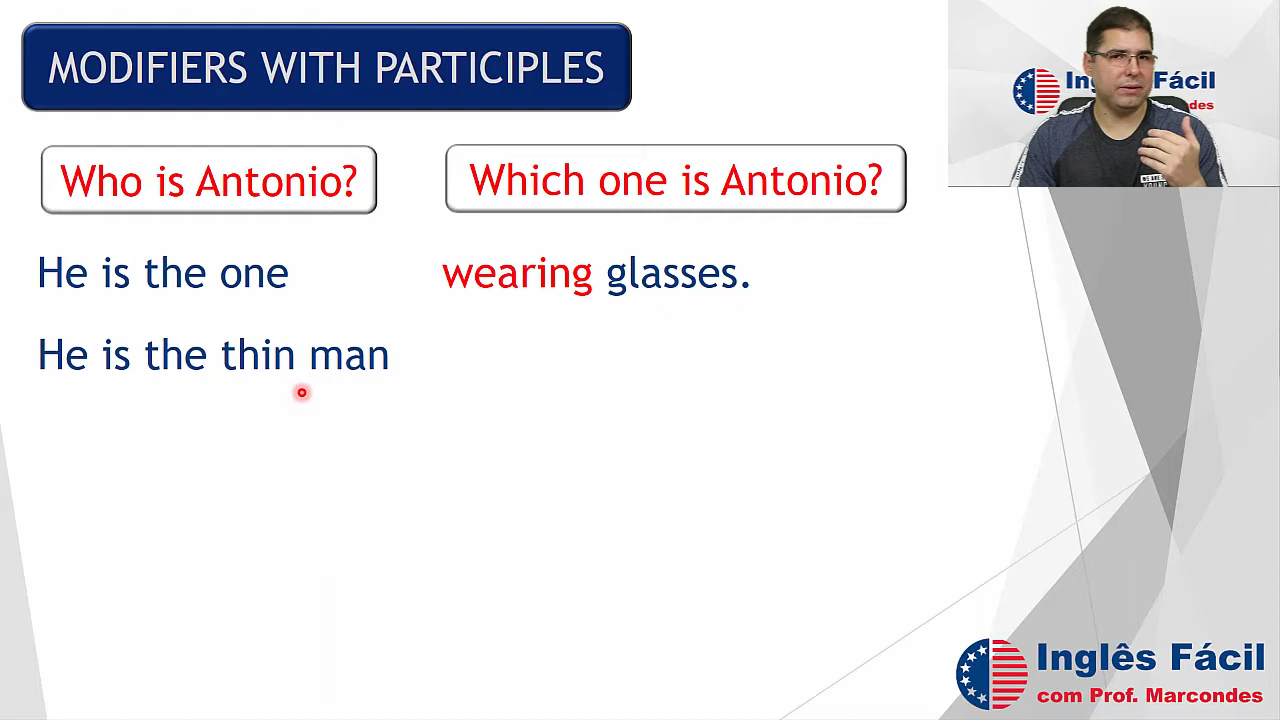 MODIFIERS WITH PARTICIPLES
Who is Antonio?
Which one is Antonio?
He is the one
wearing glasses.
He is the thin man
Inglês Fácil
com Prof. Marcondes